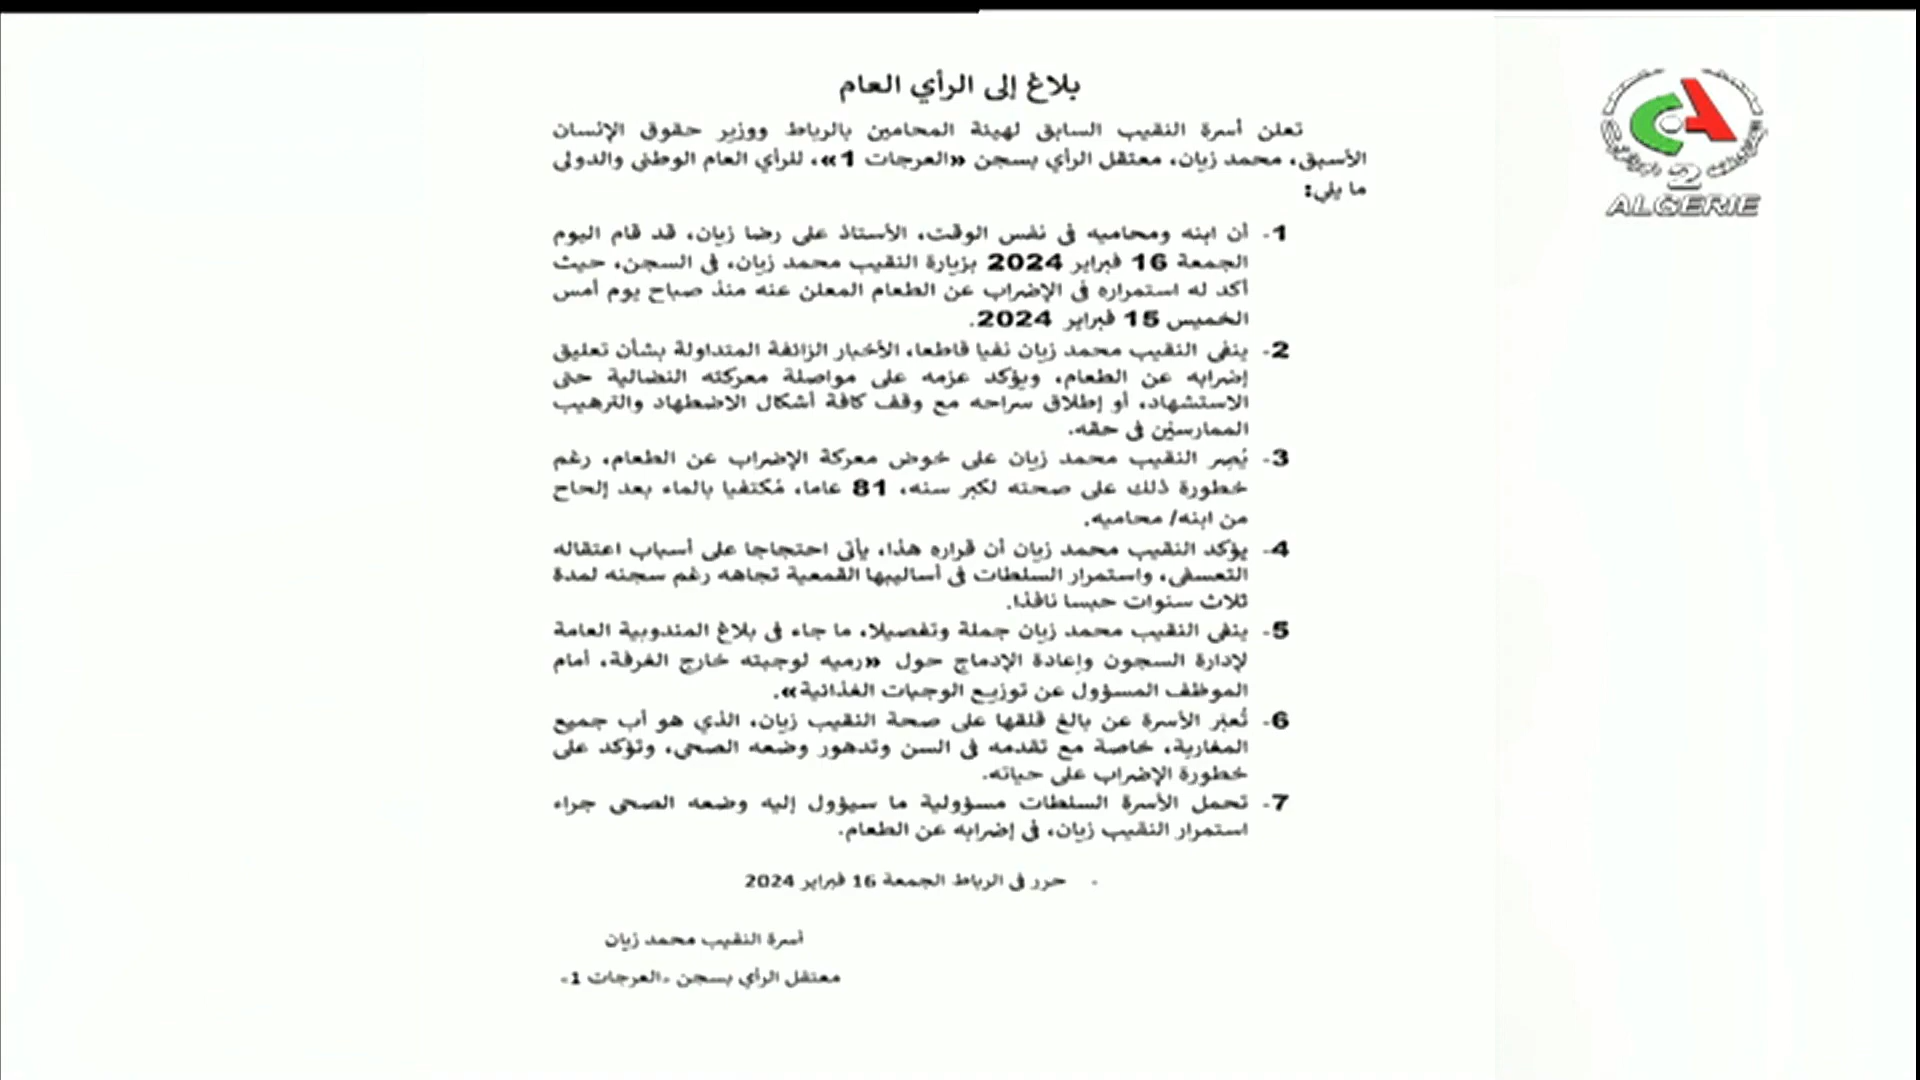 بلاغ إلى الرأي العام
تعلن أسرة النقيب السابق لهيئة المحامين بالرباط ووزير حقوق الإنسان
الأسبق، محمد زيان، معتقل الرأي بسجن «العرجات 1»، للرأي العام الوطني والدولي
ما يلي:
1- أن ابنه ومحاميه في نفس الوقت، الأستاذ علي رضا زيان، قد قام اليوم
الجمعة 16 فبراير 2024 بزيارة النقيب محمد زيان، في السجن، حيث
أكد له استمراره في الإضراب عن الطعام المعلن عنه منذ صباح يوم أمس
الخميس 15 فبراير 2024.
2- ينفي النقيب محمد زيان نفيا قاطعا، الأخبار الزائفة المتداولة بشأن تعليق
إضرابه عن الطعام، ويؤكد عزمه على مواصلة معركته النضالية حتى
الاستشهاد، أو إطلاق سراحه مع وقف كافة أشكال الاضطهاد والترهيب
الممارسين في حقه.
3- يُصر النقيب محمد زيان على خوض معركة الإضراب عن الطعام، رغم
خطورة ذلك على صحته لكبر سنه، 81 عاما، مُكتفيا بالماء بعد إلحاح
من ابنه/ محاميه.
4- يؤكد النقيب محمد زيان أن قراره هذا، يأتي احتجاجا على أسباب اعتقاله
التعسفي، واستمرار السلطات في أساليبها القمعية تجاهه رغم سجنه لمدة
ثلاث سنوات حبسا نافذا.
5- ينفي النقيب محمد زيان جملة وتفصيلا، ما جاء في بلاغ المندوبية العامة
لإدارة السجون وإعادة الإدماج حول «رميه لوجبته خارج الغرفة، أمام
الموظف المسؤول عن توزيع الوجبات الغذائية».
6- تُعبّر الأسرة عن بالغ قلقها على صحة النقيب زيان، الذي هو أب جميع
المغاربة، خاصة مع تقدمه في السن وتدهور وضعه الصحي، وتؤكد على
خطورة الإضراب على حياته.
7- تحمل الأسرة السلطات مسؤولية ما سيؤول إليه وضعه الصحي جراء
استمرار النقيب زيان، في إضرابه عن الطعام.
- حرر في الرباط الجمعة 16 فبراير 2024
أسرة النقيب محمد زيان
معتقل الرأي بسجن «العرجات 1»
A
2
ALGERIE